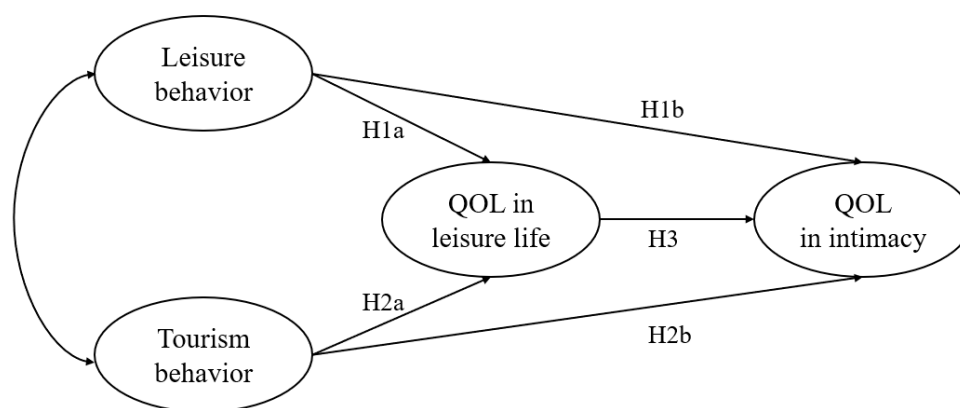 Leisure
behavior
H1b
H1a
QOL in
leisure life
QOL
in intimacy
H3
H2a
H2b
Tourism
behavior